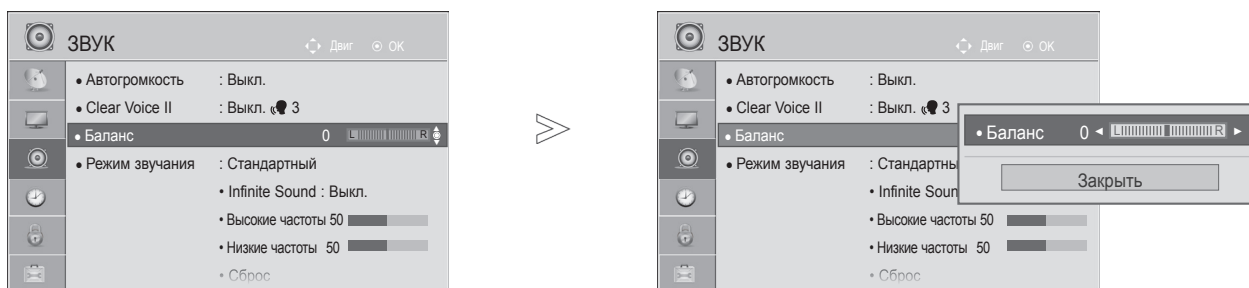 ЗВУК
Двиг OK
• Автогромкость : Выкл.
• Clear Voice II : Выкл. 3
• Баланс 0 L R
• Режим звучания : Стандартный
• Infinite Sound : Выкл.
• Высокие частоты 50
• Низкие частоты 50
• Сброс
ЗВУК
Двиг OK
• Автогромкость : Выкл.
• Clear Voice II : Выкл. 3
• Баланс
• Баланс 0 ◄ L R ►
Закрыть
• Режим звучания : Стандартны
• Infinite Soun
• Высокие частоты 50
• Низкие частоты 50
• Сброс